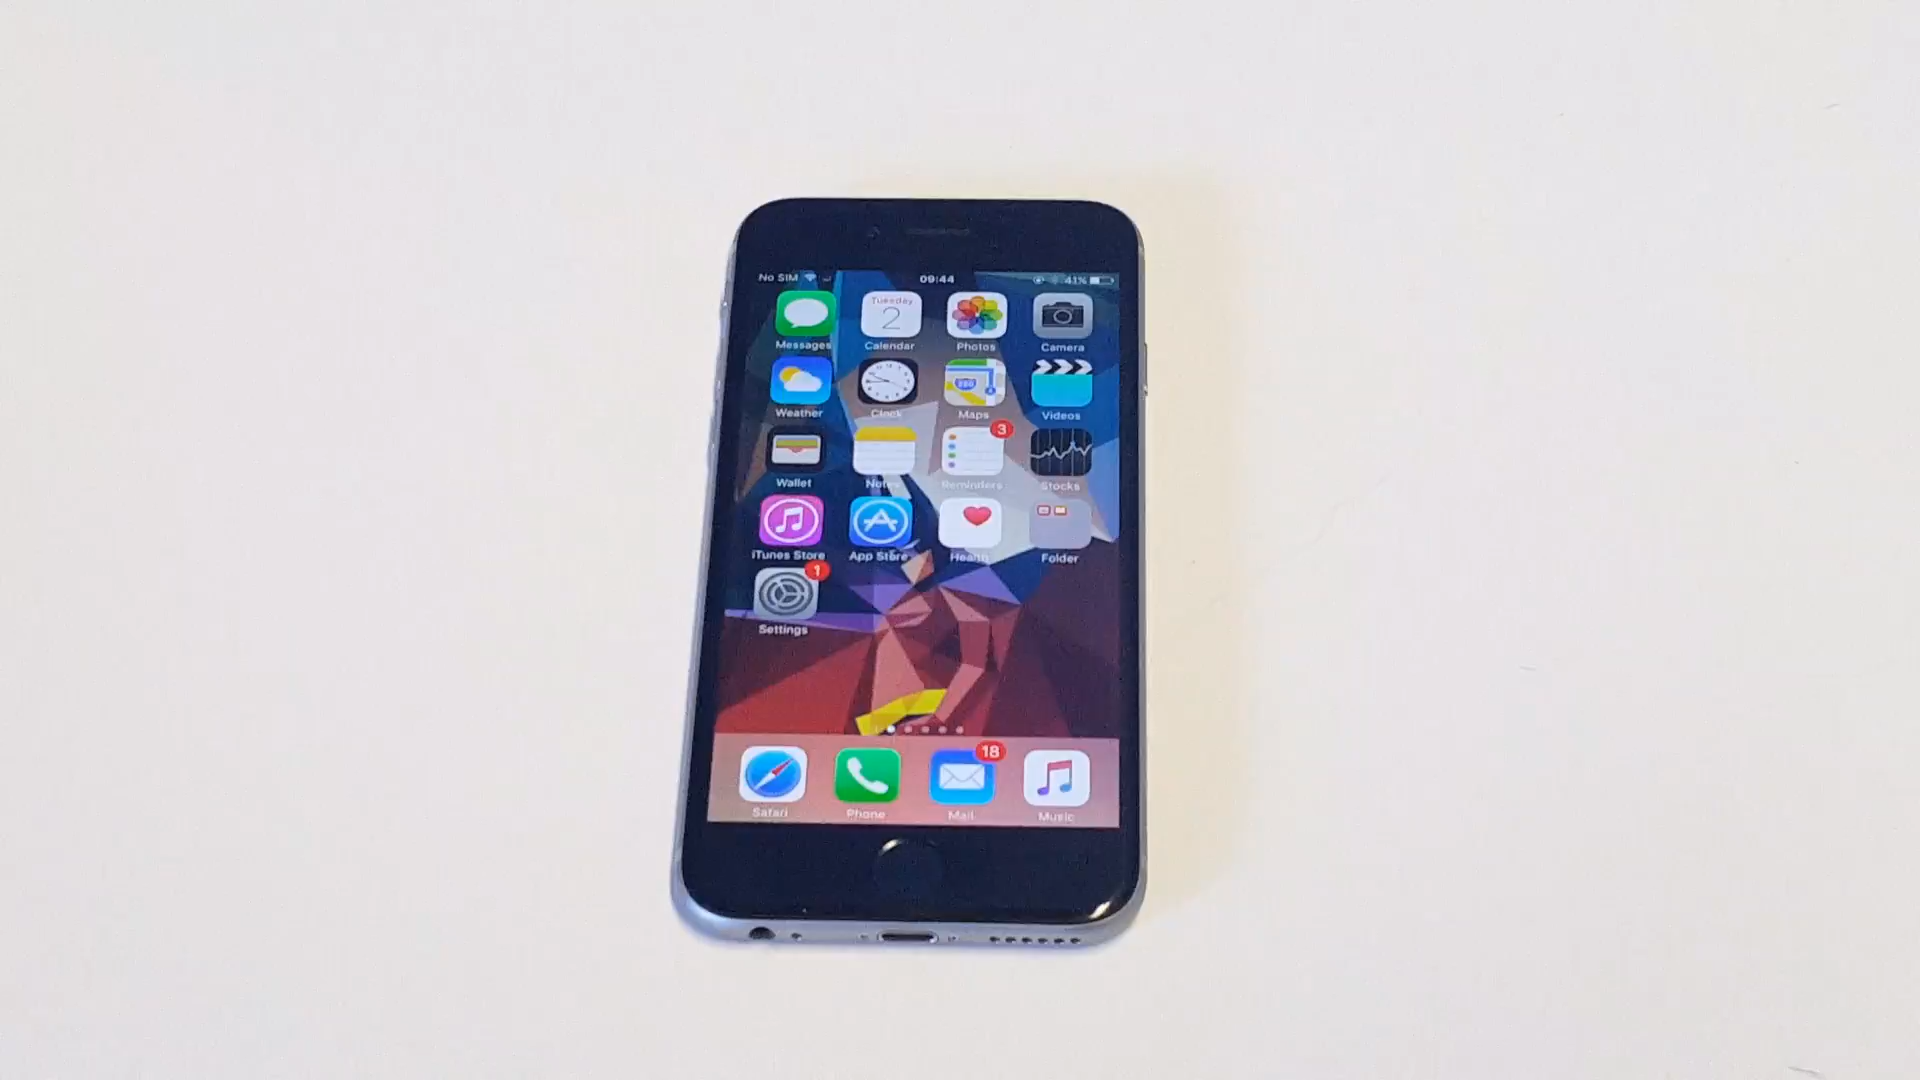 No SIM 09:44 41%
Tuesday
2
Messages Calendar Photos Camera
280
Weather Clock Maps Videos
3
Wallet Notes Reminders Stocks
iTunes Store App Store Health Folder
1
Settings
18
Safari Phone Mail Music